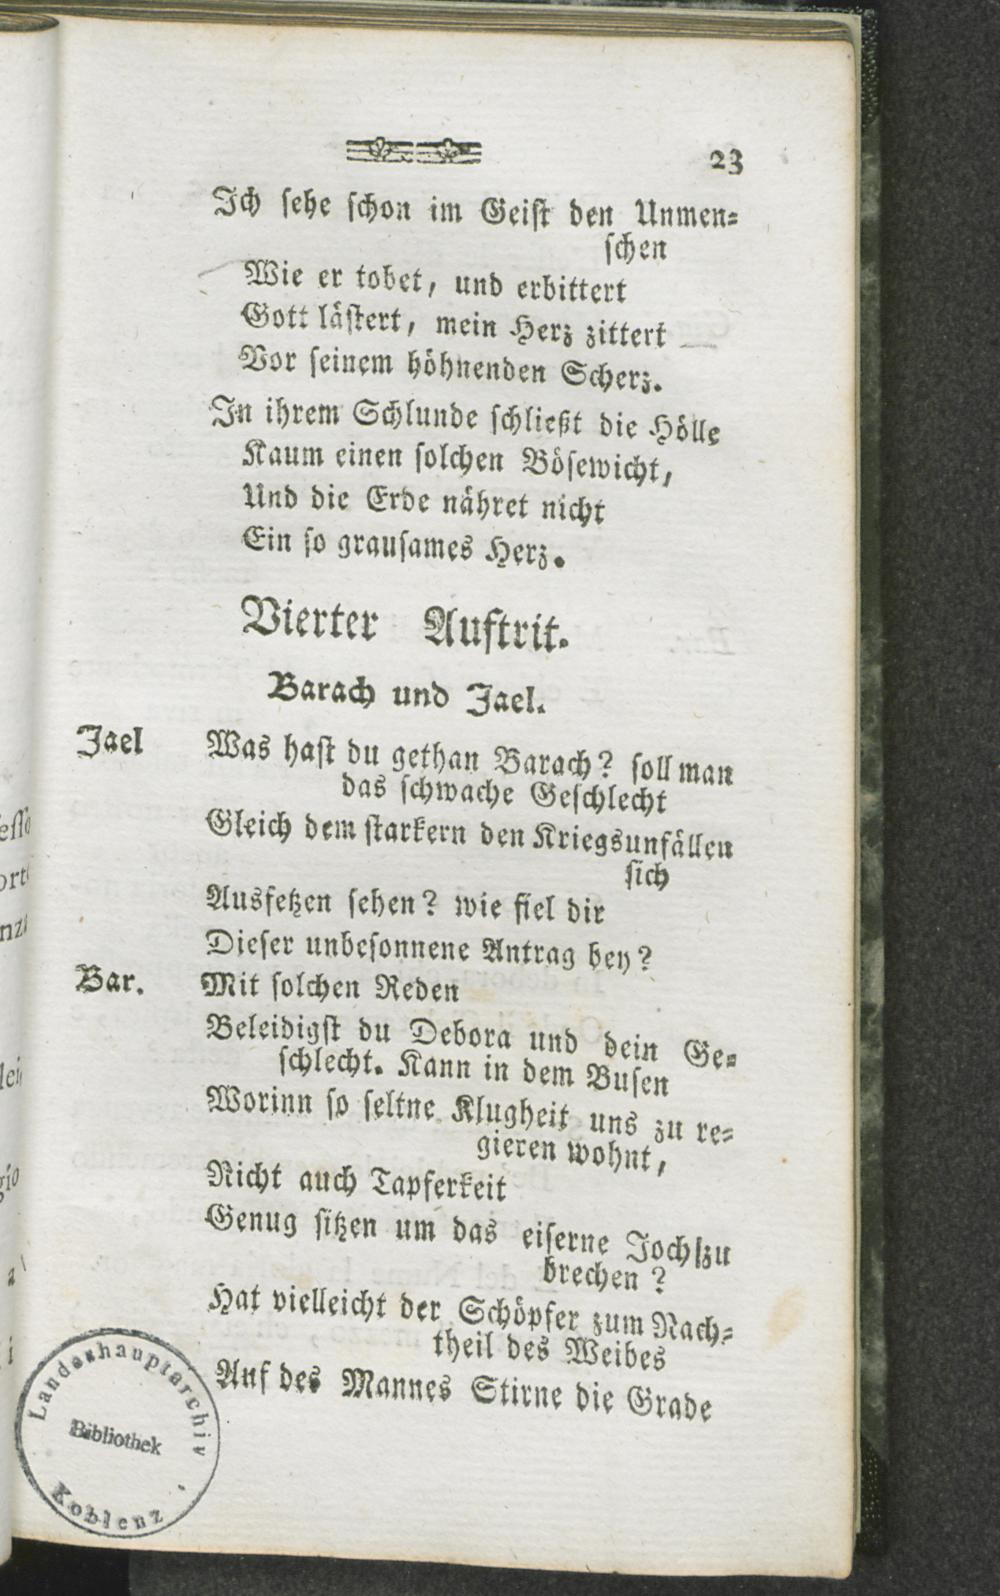 23
Ich sehe schon im Geist den Unmen=
schen
Wie er tobet, und erbittert
Gott lästert, mein Herz zittert
Vor seinem höhnenden Scherz.
In ihrem Schlunde schließt die Hölle
Kaum einen solchen Bösewicht,
Und die Erde nähret nicht
Ein so grausames Herz.
Vierter Auftrit.
Barach und Jael.
Jael Was hast du gethan Barach? soll man
das schwache Geschlecht
Gleich dem starkern den Kriegsunfällen
sich
Ausfetzen sehen? wie fiel dir
Dieser unbesonnene Antrag bey?
Bar. Mit solchen Reden
Beleidigst du Debora und dein Ge=
schlecht. Kann in dem Busen
Worinn so seltne Klugheit uns zu re=
gieren wohnt,
Nicht auch Tapferkeit
Genug sitzen um das eiserne Joch zu
brechen?
Hat vielleicht der Schöpfer zum Nach=
theil des Weibes
Auf des Mannes Stirne die Grade
Landeshauptarchiv
Bibliothek
Koblenz